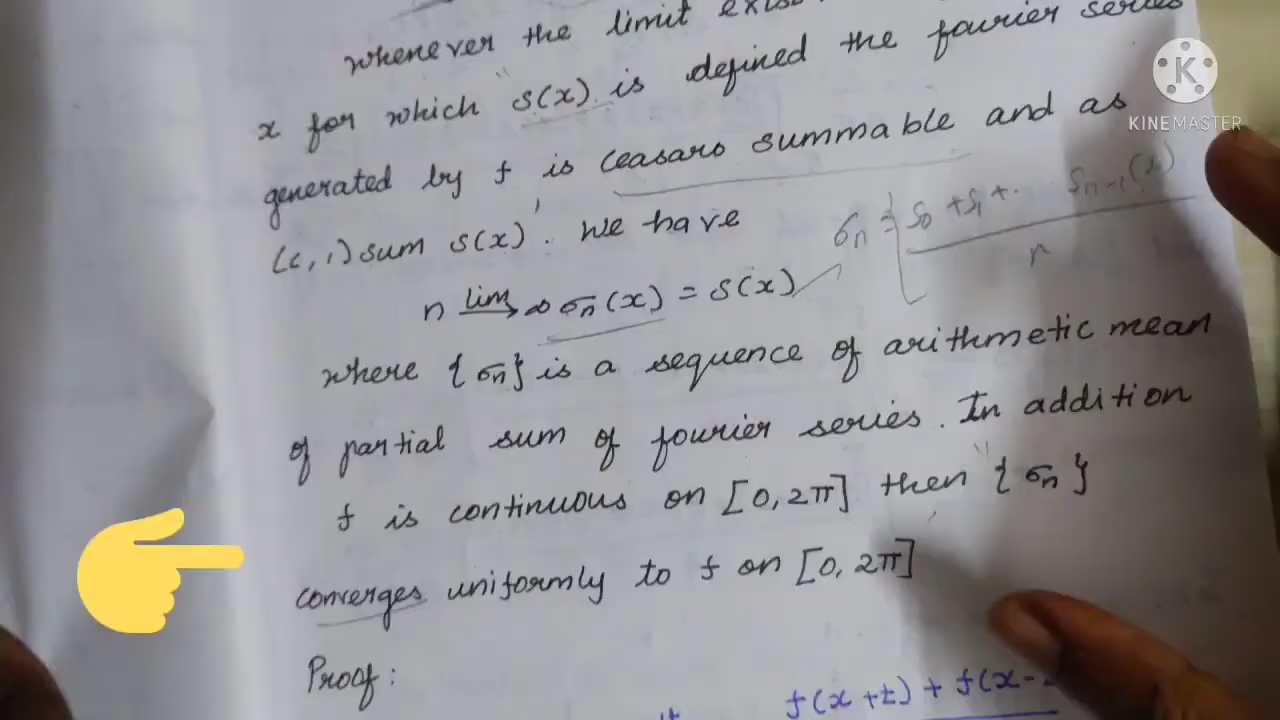 whenever the limit exist
x for which "s(x) is defined the fourier series
generated by f is ceasaro summable and as
(c,1) sum s(x)'. We have
σn = { s0 + s1 + ... sn-1(x)
n
n lim→∞ σn(x) = s(x)
where {σn} is a sequence of arithmetic mean
of partial sum of fourier series. In addition
f is continuous on [0, 2π] then {σn}
converges uniformly to f on [0, 2π]
Proof:
f(x+t) + f(x-
K
KINEMASTER